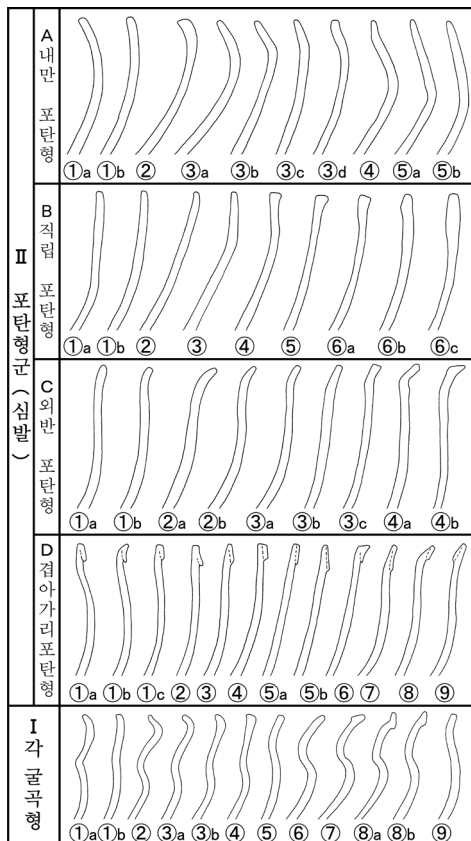 Ⅱ 포탄형군(심발)
A 내만 포탄형
①a ①b ② ③a ③b ③c ③d ④ ⑤a ⑤b
B 직립 포탄형
①a ①b ② ③ ④ ⑤ ⑥a ⑥b ⑥c
C 외반 포탄형
①a ①b ②a ②b ③a ③b ③c ④a ④b
D 겹아가리포탄형
①a ①b ①c ② ③ ④ ⑤a ⑤b ⑥ ⑦ ⑧ ⑨
Ⅰ 각 굴곡형
①a ①b ② ③a ③b ④ ⑤ ⑥ ⑦ ⑧a ⑧b ⑨